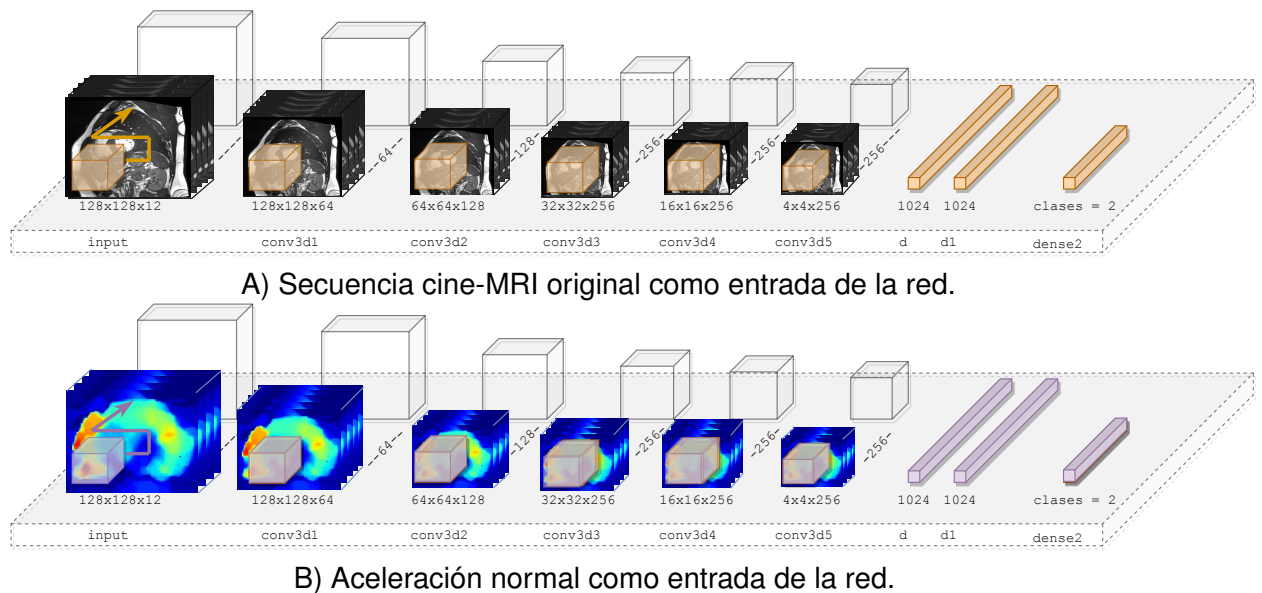 -64-- -128-- -256-- -256-- -256--
128x128x12 128x128x64 64x64x128 32x32x256 16x16x256 4x4x256 1024 1024 clases = 2
input conv3d1 conv3d2 conv3d3 conv3d4 conv3d5 d d1 dense2
A) Secuencia cine-MRI original como entrada de la red.
-64-- -128-- -256-- -256-- -256--
128x128x12 128x128x64 64x64x128 32x32x256 16x16x256 4x4x256 1024 1024 clases = 2
input conv3d1 conv3d2 conv3d3 conv3d4 conv3d5 d d1 dense2
B) Aceleración normal como entrada de la red.